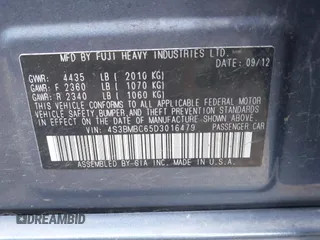 MFD BY FUJI HEAVY INDUSTRIES LTD.
DATE: 09/12
GVWR: 4435 LB ( 2010 KG)
GAWR: F 2360 LB ( 1070 KG)
GAWR: R 2340 LB ( 1060 KG)
THIS VEHICLE CONFORMS TO ALL APPLICABLE FEDERAL MOTOR
VEHICLE SAFETY, BUMPER, AND THEFT PREVENTION
STANDARDS IN EFFECT ON THE DATE OF
MANUFACTURE SHOWN ABOVE.
VIN: 4S3BMBC65D3016479
PASSENGER CAR
ASSEMBLED BY-SIA INC. MADE IN U.S.A.
DREAMBID